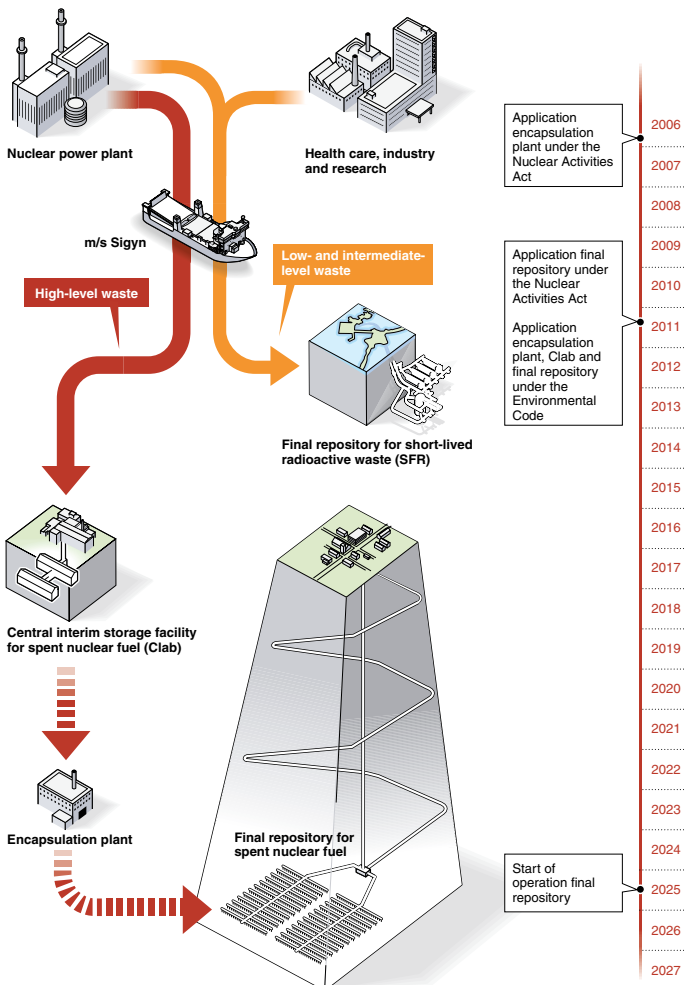 Nuclear power plant
Health care, industry
and research
m/s Sigyn
High-level waste
Low- and intermediate-
level waste
Final repository for short-lived
radioactive waste (SFR)
Central interim storage facility
for spent nuclear fuel (Clab)
Encapsulation plant
Final repository for
spent nuclear fuel
Application
encapsulation
plant under the
Nuclear Activities
Act
Application final
repository under
the Nuclear
Activities Act
Application
encapsulation
plant, Clab and
final repository
under the
Environmental
Code
Start of
operation final
repository
2006
2007
2008
2009
2010
2011
2012
2013
2014
2015
2016
2017
2018
2019
2020
2021
2022
2023
2024
2025
2026
2027